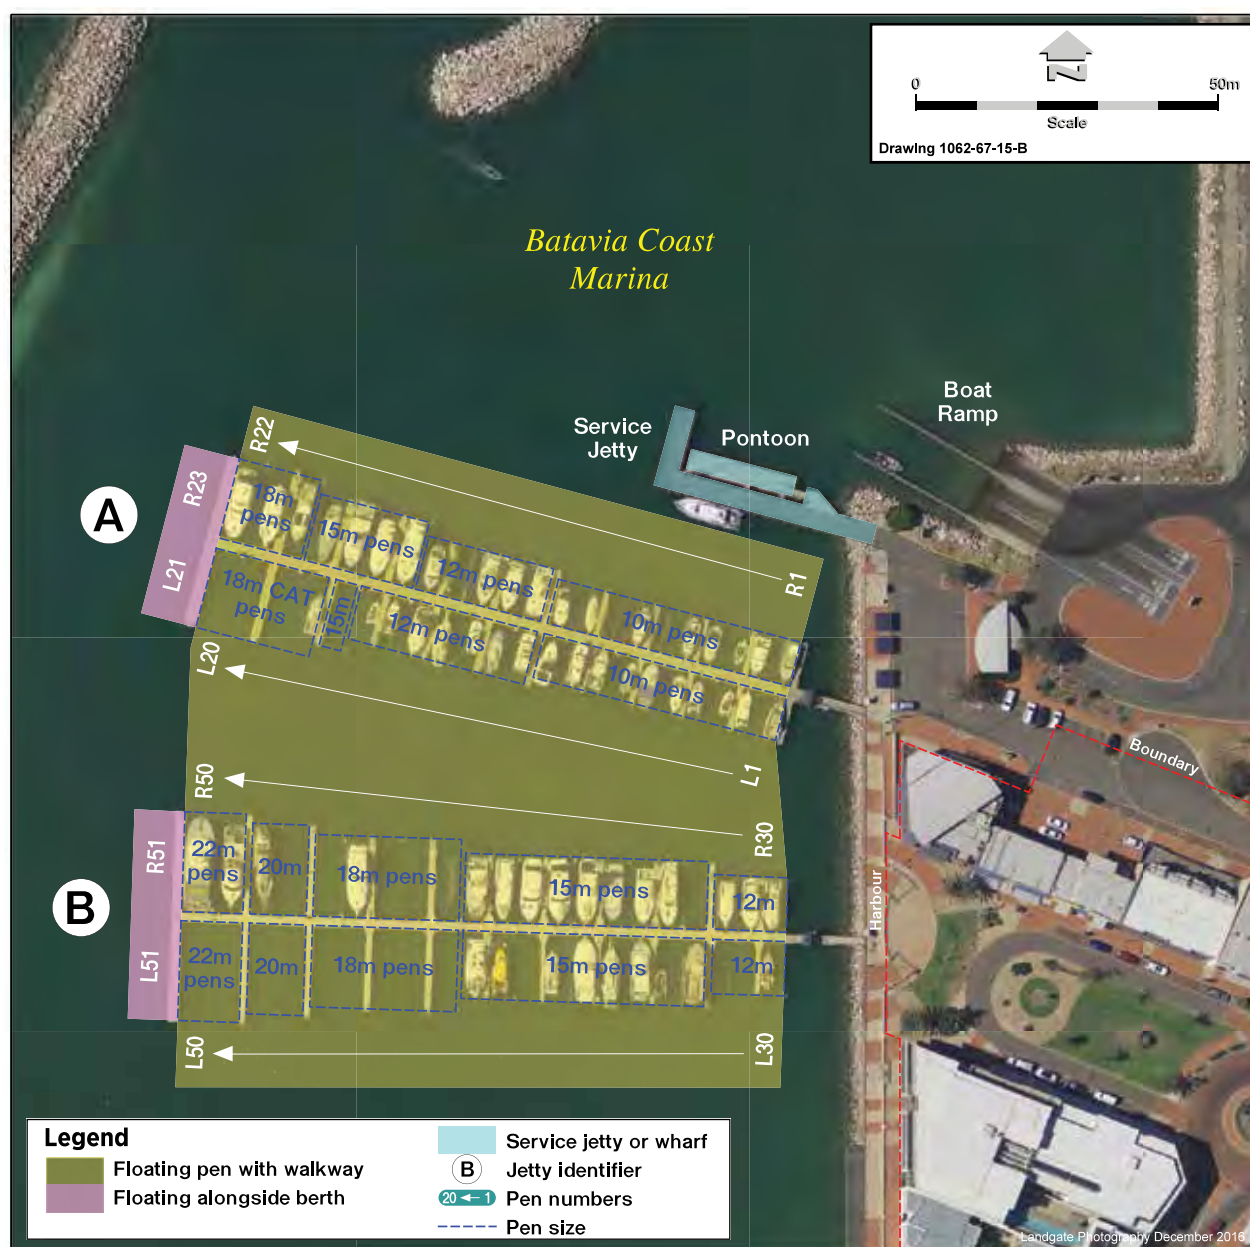 N
0
50m
Scale
Drawing 1062-67-15-B
Batavia Coast
Marina
Boat
Ramp
Service
Jetty
Pontoon
R22
R23
A
L21
18m
pens
15m pens
12m pens
10m pens
R1
18m CAT
pens
15m
12m pens
10m pens
L20
L1
Boundary
R50
R30
R51
22m
pens
20m
18m pens
15m pens
12m
Harbour
B
L51
22m
pens
20m
18m pens
15m pens
12m
L50
L30
Legend
Floating pen with walkway
Floating alongside berth
Service jetty or wharf
B
Jetty identifier
20 ← 1
Pen numbers
Pen size
Landgate Photography December 2016